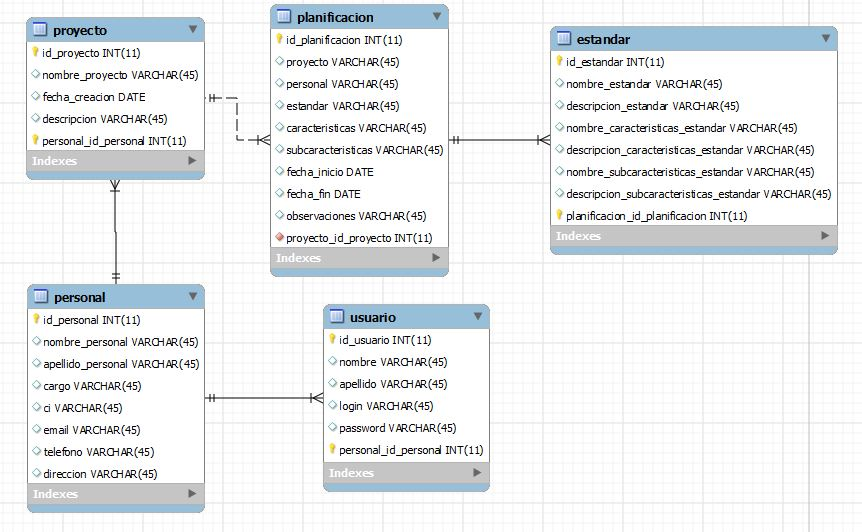 proyecto
id_proyecto INT(11)
nombre_proyecto VARCHAR(45)
fecha_creacion DATE
descripcion VARCHAR(45)
personal_id_personal INT(11)
Indexes
planificacion
id_planificacion INT(11)
proyecto VARCHAR(45)
personal VARCHAR(45)
estandar VARCHAR(45)
caracteristicas VARCHAR(45)
subcaracteristicas VARCHAR(45)
fecha_inicio DATE
fecha_fin DATE
observaciones VARCHAR(45)
proyecto_id_proyecto INT(11)
Indexes
estandar
id_estandar INT(11)
nombre_estandar VARCHAR(45)
descripcion_estandar VARCHAR(45)
nombre_caracteristicas_estandar VARCHAR(45)
descripcion_caracteristicas_estandar VARCHAR(45)
nombre_subcaracteristicas_estandar VARCHAR(45)
descripcion_subcaracteristicas_estandar VARCHAR(45)
planificacion_id_planificacion INT(11)
Indexes
personal
id_personal INT(11)
nombre_personal VARCHAR(45)
apellido_personal VARCHAR(45)
cargo VARCHAR(45)
ci VARCHAR(45)
email VARCHAR(45)
telefono VARCHAR(45)
direccion VARCHAR(45)
Indexes
usuario
id_usuario INT(11)
nombre VARCHAR(45)
apellido VARCHAR(45)
login VARCHAR(45)
password VARCHAR(45)
personal_id_personal INT(11)
Indexes